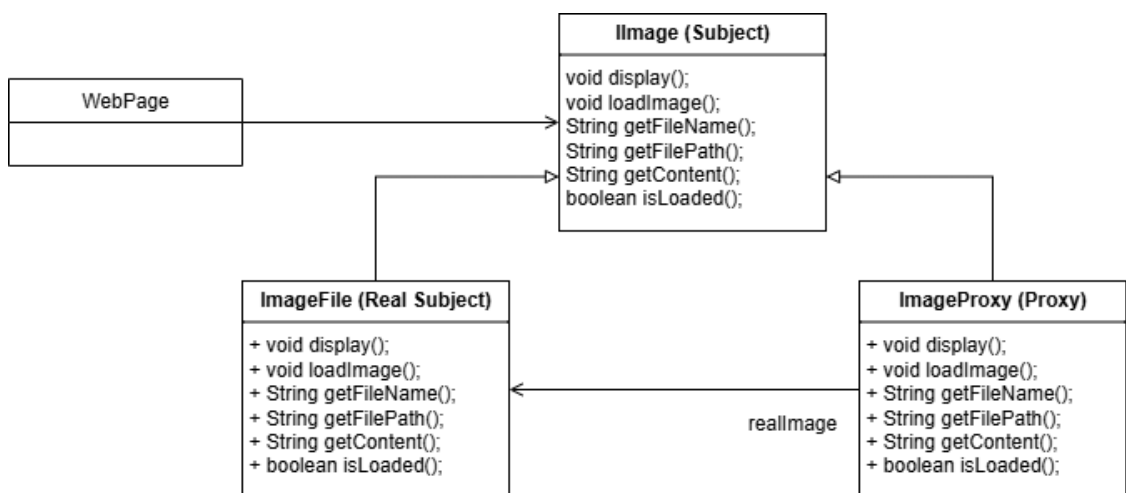 IImage (Subject)
void display();
void loadImage();
String getFileName();
String getFilePath();
String getContent();
boolean isLoaded();
WebPage
ImageFile (Real Subject)
+ void display();
+ void loadImage();
+ String getFileName();
+ String getFilePath();
+ String getContent();
+ boolean isLoaded();
realImage
ImageProxy (Proxy)
+ void display();
+ void loadImage();
+ String getFileName();
+ String getFilePath();
+ String getContent();
+ boolean isLoaded();